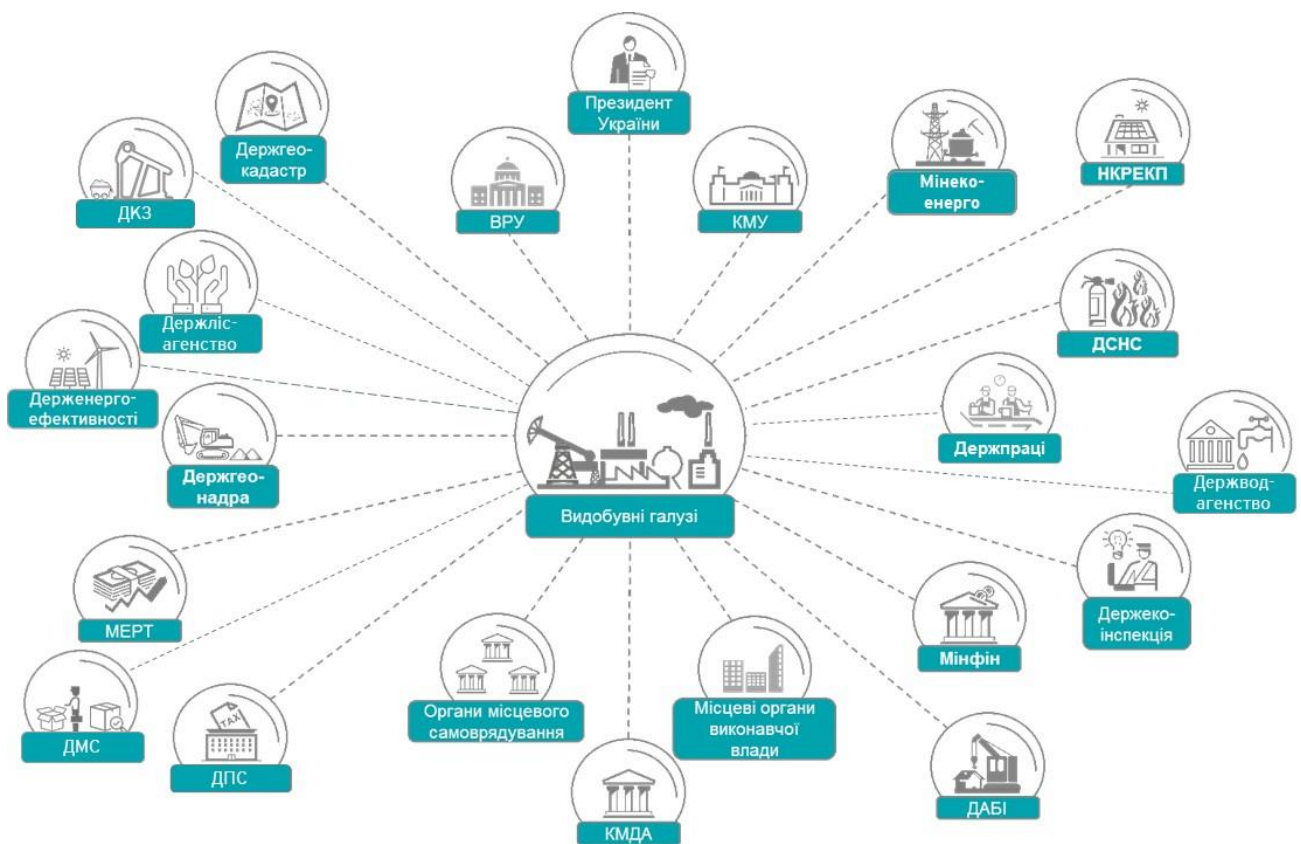 Президент
України
Держгео-
кадастр
Мінеко-
енерго
НКРЕКП
ДКЗ
ВРУ
КМУ
Держліс-
агенство
ДСНС
Держенерго-
ефективності
Держгео-
надра
Держпраці
Держвод-
агенство
Видобувні галузі
МЕРТ
Держеко-
інспекція
Мінфін
Органи місцевого
самоврядування
Місцеві органи
виконавчої
влади
ДМС
TAX
ДПС
КМДА
ДАБІ